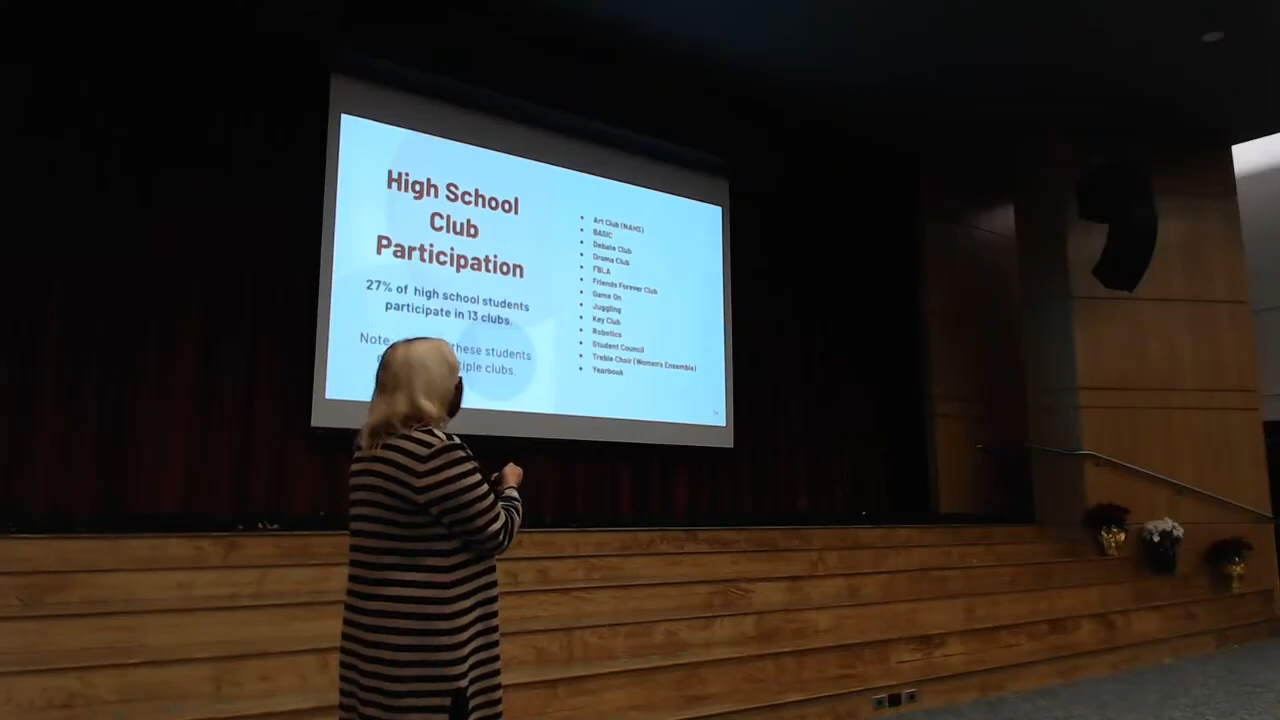 High School
Club
Participation
27% of high school students
participate in 13 clubs.
Note these students
clubs.
• Art Club (NAHS)
• BASIC
• Debate Club
• Drama Club
• FBLA
• Friends Forever Club
• Game On
• Juggling
• Key Club
• Robotics
• Student Council
• Treble Choir (Women's Ensemble)
• Yearbook